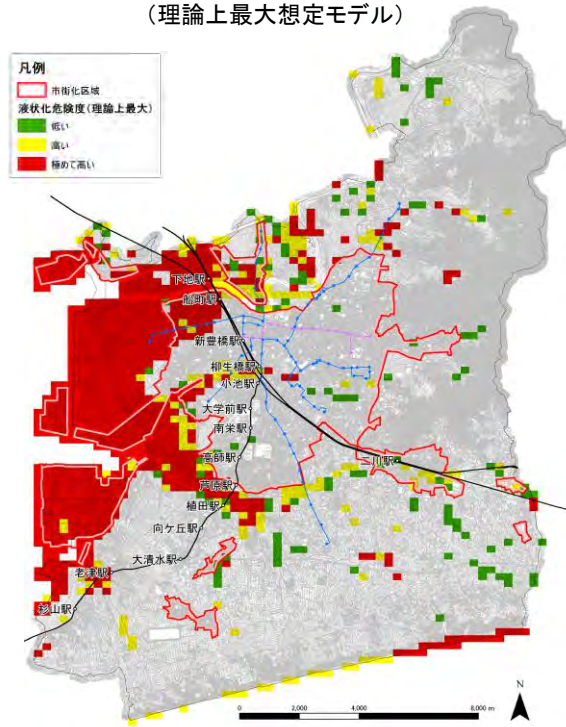 (理論上最大想定モデル)
凡例
市街化区域
液状化危険度(理論上最大)
低い
高い
極めて高い
下地駅
船町駅
新豊橋駅
柳生橋駅
小池駅
大学前駅
南栄駅
高師駅
二川駅
芦原駅
植田駅
向ケ丘駅
大清水駅
老津駅
杉山駅
N
0 2,000 4,000 8,000 m